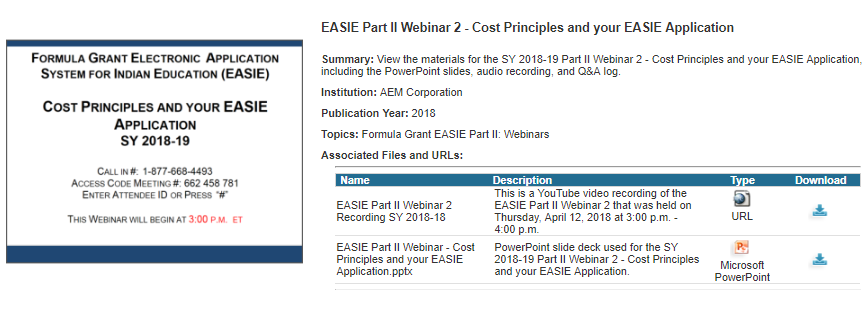 FORMULA GRANT ELECTRONIC APPLICATION
SYSTEM FOR INDIAN EDUCATION (EASIE)
COST PRINCIPLES AND YOUR EASIE
APPLICATION
SY 2018-19
CALL IN #: 1-877-668-4493
ACCESS CODE MEETING #: 662 458 781
ENTER ATTENDEE ID OR PRESS “#”
THIS WEBINAR WILL BEGIN AT 3:00 P.M. ET
EASIE Part II Webinar 2 - Cost Principles and your EASIE Application
Summary: View the materials for the SY 2018-19 Part II Webinar 2 - Cost Principles and your EASIE Application,
including the PowerPoint slides, audio recording, and Q&A log.
Institution: AEM Corporation
Publication Year: 2018
Topics: Formula Grant EASIE Part II: Webinars
Associated Files and URLs:
Name Description Type Download
EASIE Part II Webinar 2
Recording SY 2018-18
This is a YouTube video recording of the
EASIE Part II Webinar 2 that was held on
Thursday, April 12, 2018 at 3:00 p.m. -
4:00 p.m.
URL
EASIE Part II Webinar - Cost
Principles and your EASIE
Application.pptx
PowerPoint slide deck used for the SY
2018-19 Part II Webinar 2 - Cost Principles
and your EASIE Application.
Microsoft
PowerPoint